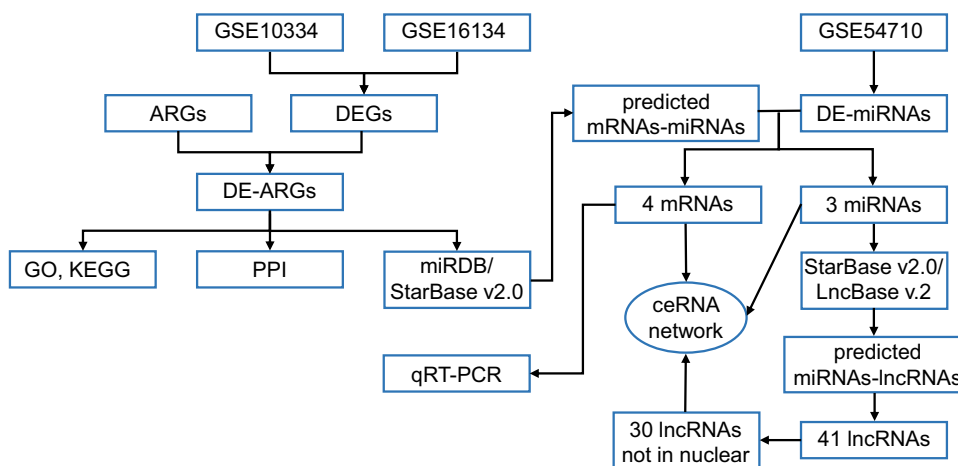 GSE10334
GSE16134
GSE54710
ARGs
DEGs
predicted
mRNAs-miRNAs
DE-miRNAs
DE-ARGs
4 mRNAs
3 miRNAs
GO, KEGG
PPI
miRDB/
StarBase v2.0
StarBase v2.0/
LncBase v.2
ceRNA
network
qRT-PCR
predicted
miRNAs-lncRNAs
30 lncRNAs
not in nuclear
41 lncRNAs